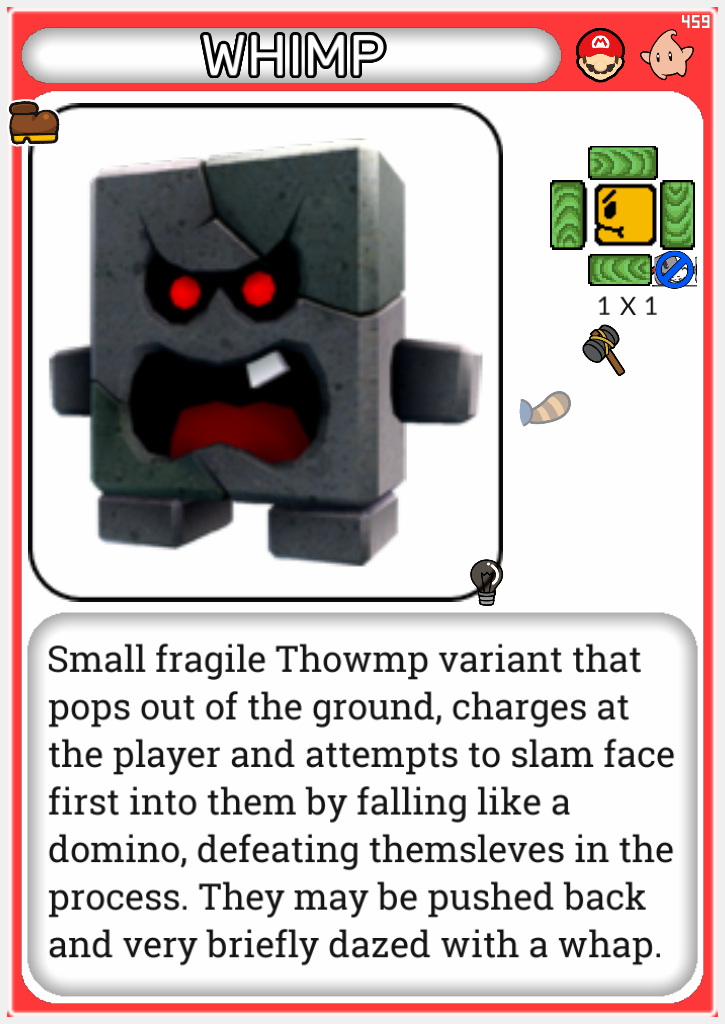 459
WHIMP
1 X 1
Small fragile Thowmp variant that
pops out of the ground, charges at
the player and attempts to slam face
first into them by falling like a
domino, defeating themsleves in the
process. They may be pushed back
and very briefly dazed with a whap.